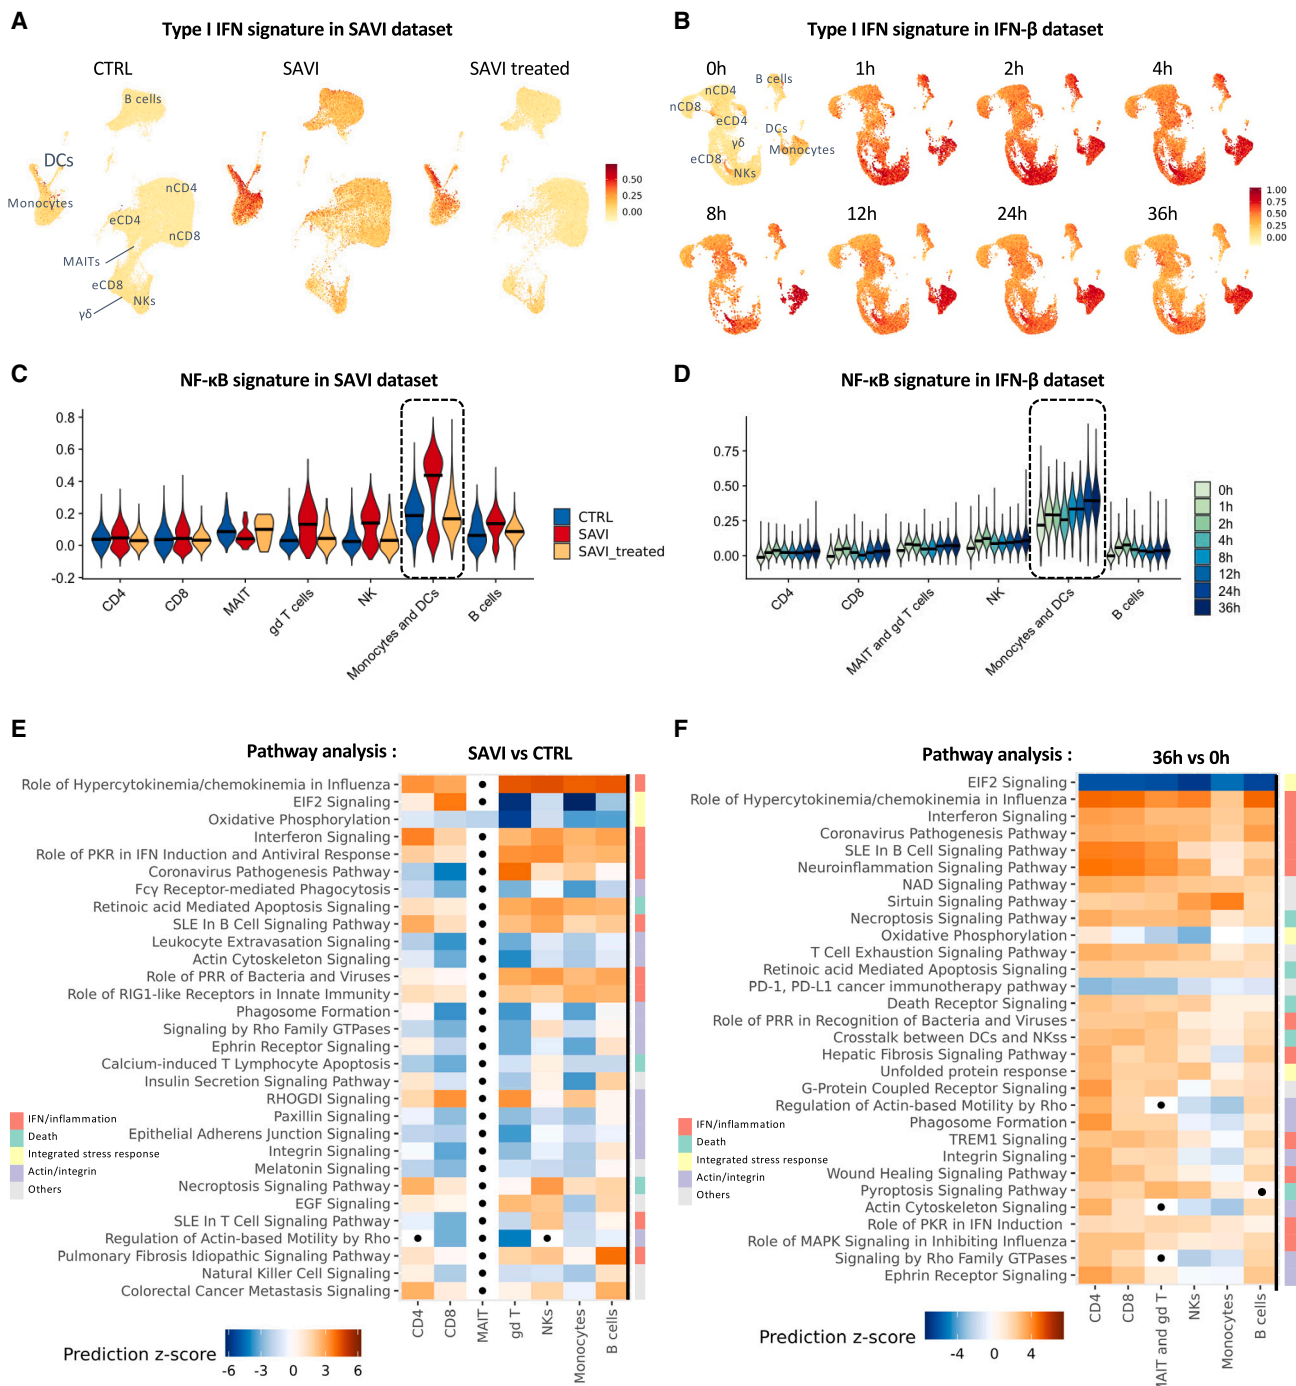 A
Type I IFN signature in SAVI dataset
CTRL
SAVI
SAVI treated
B cells
DCs
nCD4
Monocytes
eCD4
nCD8
MAITs
eCD8
NKs
γδ
0.50
0.25
0.00
B
Type I IFN signature in IFN-β dataset
0h
1h
2h
4h
B cells
nCD4
nCD8
eCD4
DCs
γδ
Monocytes
eCD8
NKs
8h
12h
24h
36h
1.00
0.75
0.50
0.25
0.00
C
NF-κB signature in SAVI dataset
0.8
0.6
0.4
0.2
0.0
-0.2
CD4
CD8
MAIT
gd T cells
NK
Monocytes and DCs
B cells
CTRL
SAVI
SAVI_treated
D
NF-κB signature in IFN-β dataset
0.75
0.50
0.25
0.00
CD4
CD8
MAIT and gd T cells
NK
Monocytes and DCs
B cells
0h
1h
2h
4h
8h
12h
24h
36h
E
Pathway analysis :
SAVI vs CTRL
Role of Hypercytokinemia/chemokinemia in Influenza
EIF2 Signaling
Oxidative Phosphorylation
Interferon Signaling
Role of PKR in IFN Induction and Antiviral Response
Coronavirus Pathogenesis Pathway
Fcγ Receptor-mediated Phagocytosis
Retinoic acid Mediated Apoptosis Signaling
SLE In B Cell Signaling Pathway
Leukocyte Extravasation Signaling
Actin Cytoskeleton Signaling
Role of PRR of Bacteria and Viruses
Role of RIG1-like Receptors in Innate Immunity
Phagosome Formation
Signaling by Rho Family GTPases
Ephrin Receptor Signaling
Calcium-induced T Lymphocyte Apoptosis
Insulin Secretion Signaling Pathway
RHOGDI Signaling
Paxillin Signaling
Epithelial Adherens Junction Signaling
Integrin Signaling
Melatonin Signaling
Necroptosis Signaling Pathway
EGF Signaling
SLE In T Cell Signaling Pathway
Regulation of Actin-based Motility by Rho
Pulmonary Fibrosis Idiopathic Signaling Pathway
Natural Killer Cell Signaling
Colorectal Cancer Metastasis Signaling
IFN/inflammation
Death
Integrated stress response
Actin/integrin
Others
CD4
CD8
MAIT
gd T
NKs
Monocytes
B cells
Prediction z-score
-6
-3
0
3
6
F
Pathway analysis :
36h vs 0h
EIF2 Signaling
Role of Hypercytokinemia/chemokinemia in Influenza
Interferon Signaling
Coronavirus Pathogenesis Pathway
SLE In B Cell Signaling Pathway
Neuroinflammation Signaling Pathway
NAD Signaling Pathway
Sirtuin Signaling Pathway
Necroptosis Signaling Pathway
Oxidative Phosphorylation
T Cell Exhaustion Signaling Pathway
Retinoic acid Mediated Apoptosis Signaling
PD-1, PD-L1 cancer immunotherapy pathway
Death Receptor Signaling
Role of PRR in Recognition of Bacteria and Viruses
Crosstalk between DCs and NKss
Hepatic Fibrosis Signaling Pathway
Unfolded protein response
G-Protein Coupled Receptor Signaling
Regulation of Actin-based Motility by Rho
Phagosome Formation
TREM1 Signaling
Integrin Signaling
Wound Healing Signaling Pathway
Pyroptosis Signaling Pathway
Actin Cytoskeleton Signaling
Role of PKR in IFN Induction
Role of MAPK Signaling in Inhibiting Influenza
Signaling by Rho Family GTPases
Ephrin Receptor Signaling
IFN/inflammation
Death
Integrated stress response
Actin/integrin
Others
CD4
CD8
MAIT and gd T
NKs
Monocytes
B cells
Prediction z-score
-4
0
4